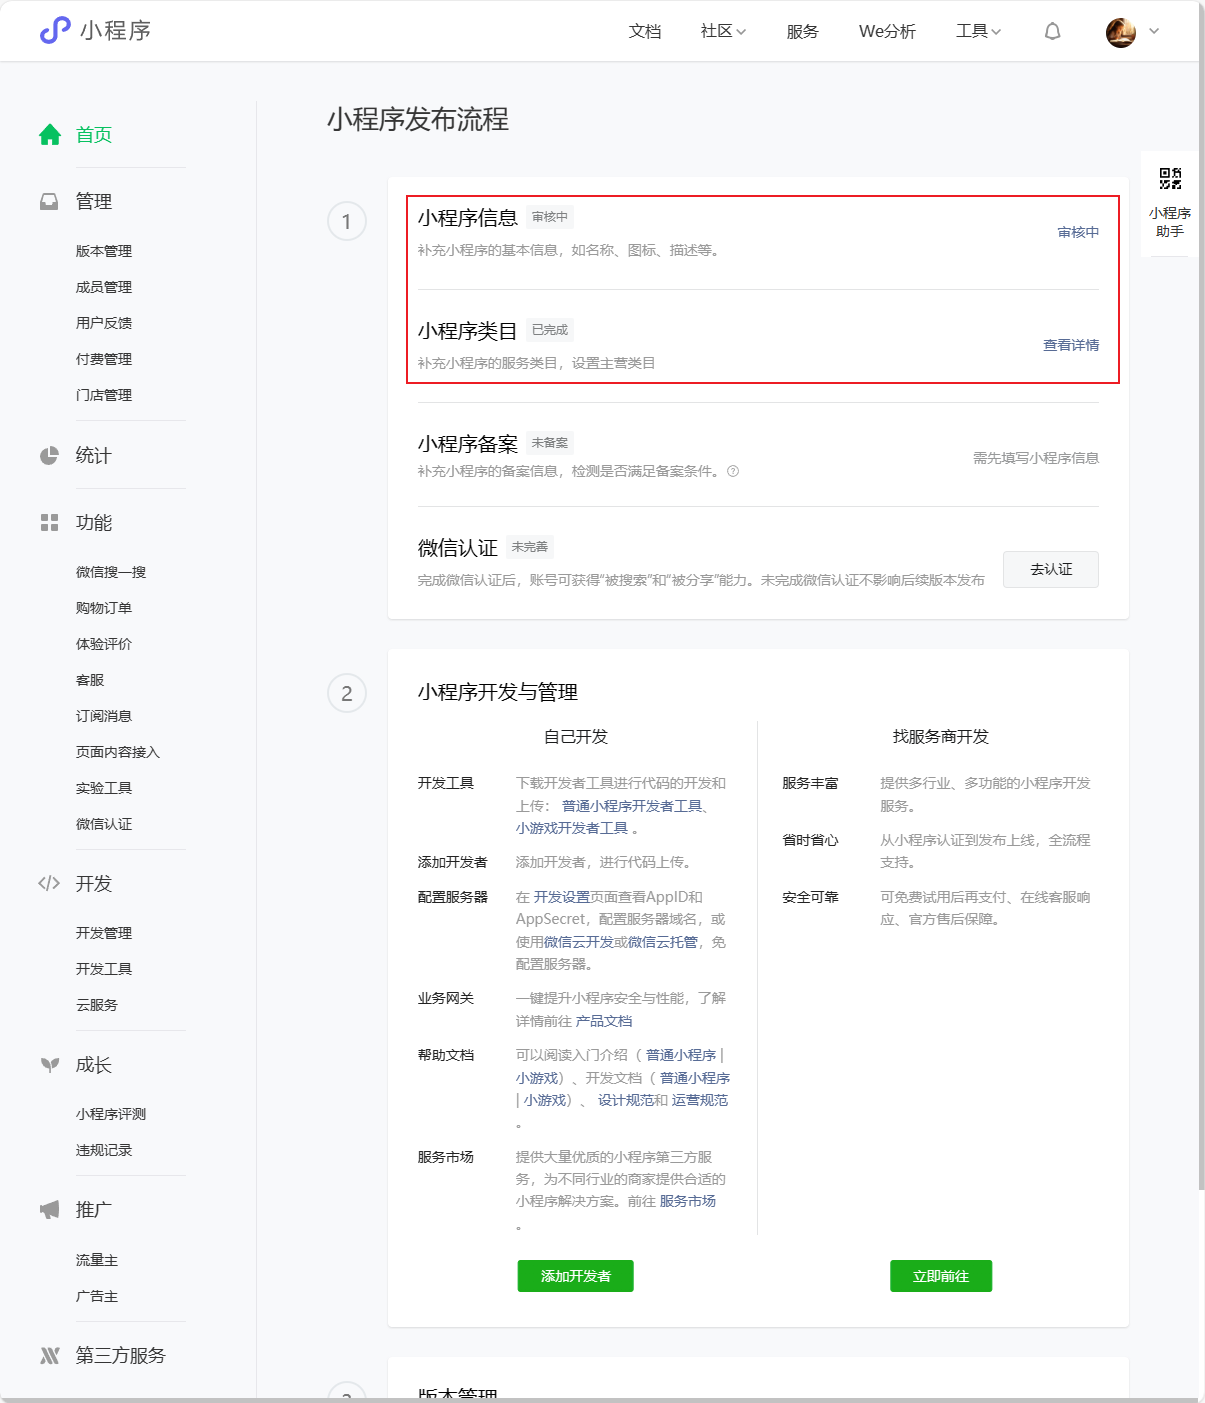 小程序
文档
社区
服务
We分析
工具
首页
管理
版本管理
成员管理
用户反馈
付费管理
门店管理
统计
功能
微信搜一搜
购物订单
体验评价
客服
订阅消息
页面内容接入
实验工具
微信认证
开发
开发管理
开发工具
云服务
成长
小程序评测
违规记录
推广
流量主
广告主
第三方服务
小程序发布流程
小程序
助手
1
小程序信息 审核中
补充小程序的基本信息，如名称、图标、描述等。
审核中
小程序类目 已完成
补充小程序的服务类目，设置主营类目
查看详情
小程序备案 未备案
补充小程序的备案信息，检测是否满足备案条件。
需先填写小程序信息
微信认证 未完善
完成微信认证后，账号可获得“被搜索”和“被分享”能力。未完成微信认证不影响后续版本发布
去认证
2
小程序开发与管理
自己开发
开发工具
下载开发者工具进行代码的开发和
上传： 普通小程序开发者工具、
小游戏开发者工具 。
添加开发者
添加开发者，进行代码上传。
配置服务器
在 开发设置页面查看AppID和
AppSecret，配置服务器域名，或
使用微信云开发或微信云托管，免
配置服务器。
业务网关
一键提升小程序安全与性能，了解
详情前往 产品文档
帮助文档
可以阅读入门介绍（ 普通小程序 |
小游戏）、开发文档（ 普通小程序
| 小游戏）、 设计规范和 运营规范
。
服务市场
提供大量优质的小程序第三方服
务，为不同行业的商家提供合适的
小程序解决方案。前往 服务市场
。
添加开发者
找服务商开发
服务丰富
提供多行业、多功能的小程序开发
服务。
省时省心
从小程序认证到发布上线，全流程
支持。
安全可靠
可免费试用后再支付、在线客服响
应、官方售后保障。
立即前往
版本管理